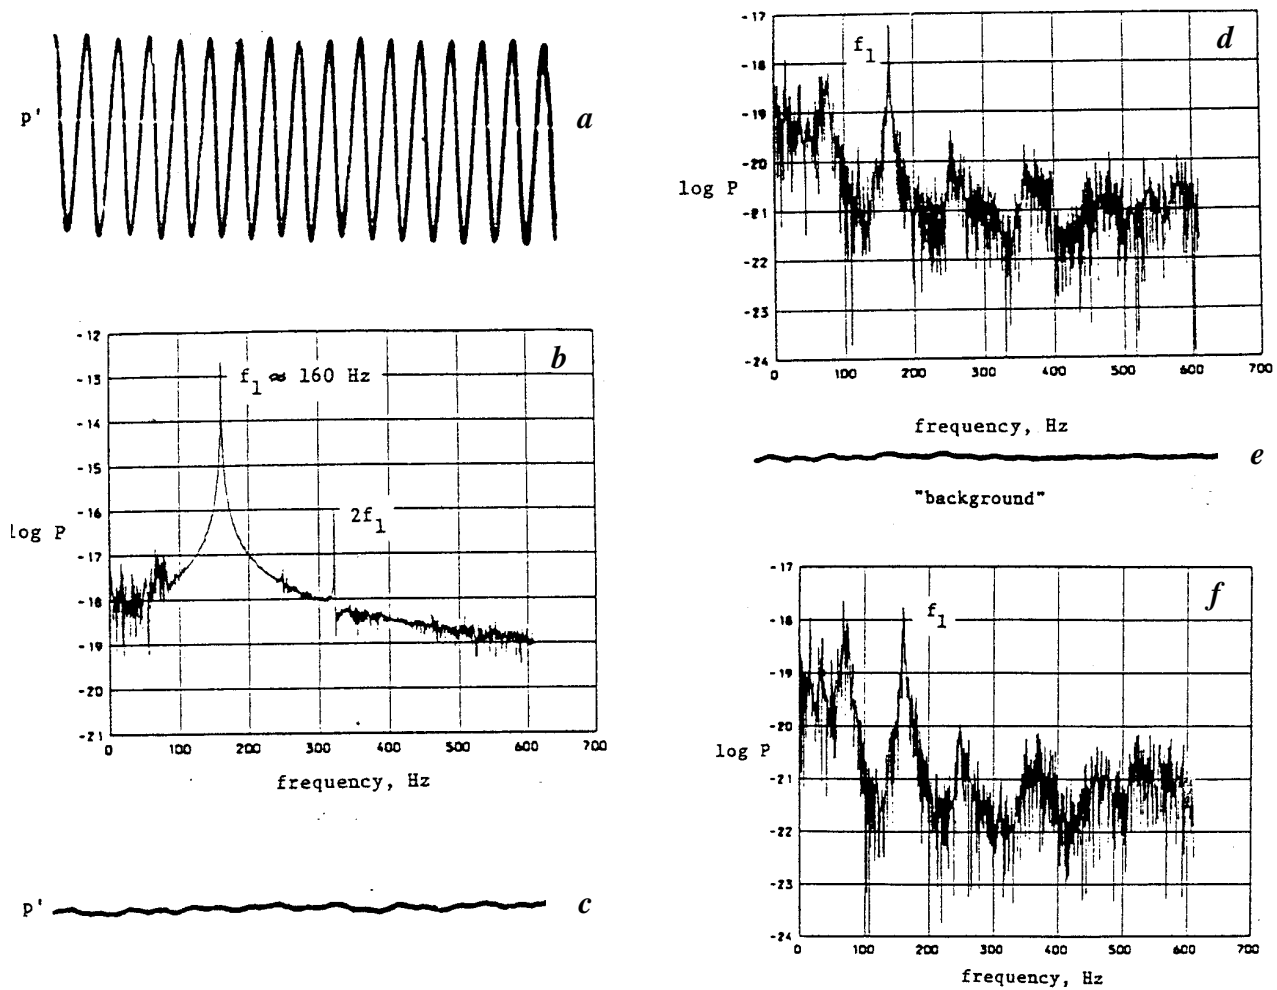 p'
a
-12
-13
-14
-15
-16
-17
-18
-19
-20
-21
b
f₁ ≈ 160 Hz
2f₁
log P
0 100 200 300 400 500 600 700
frequency, Hz
p'
c
-17
-18
-19
-20
-21
-22
-23
-24
d
f₁
log P
0 100 200 300 400 500 600 700
frequency, Hz
e
"background"
-17
-18
-19
-20
-21
-22
-23
-24
f
f₁
log P
0 100 200 300 400 500 600 700
frequency, Hz